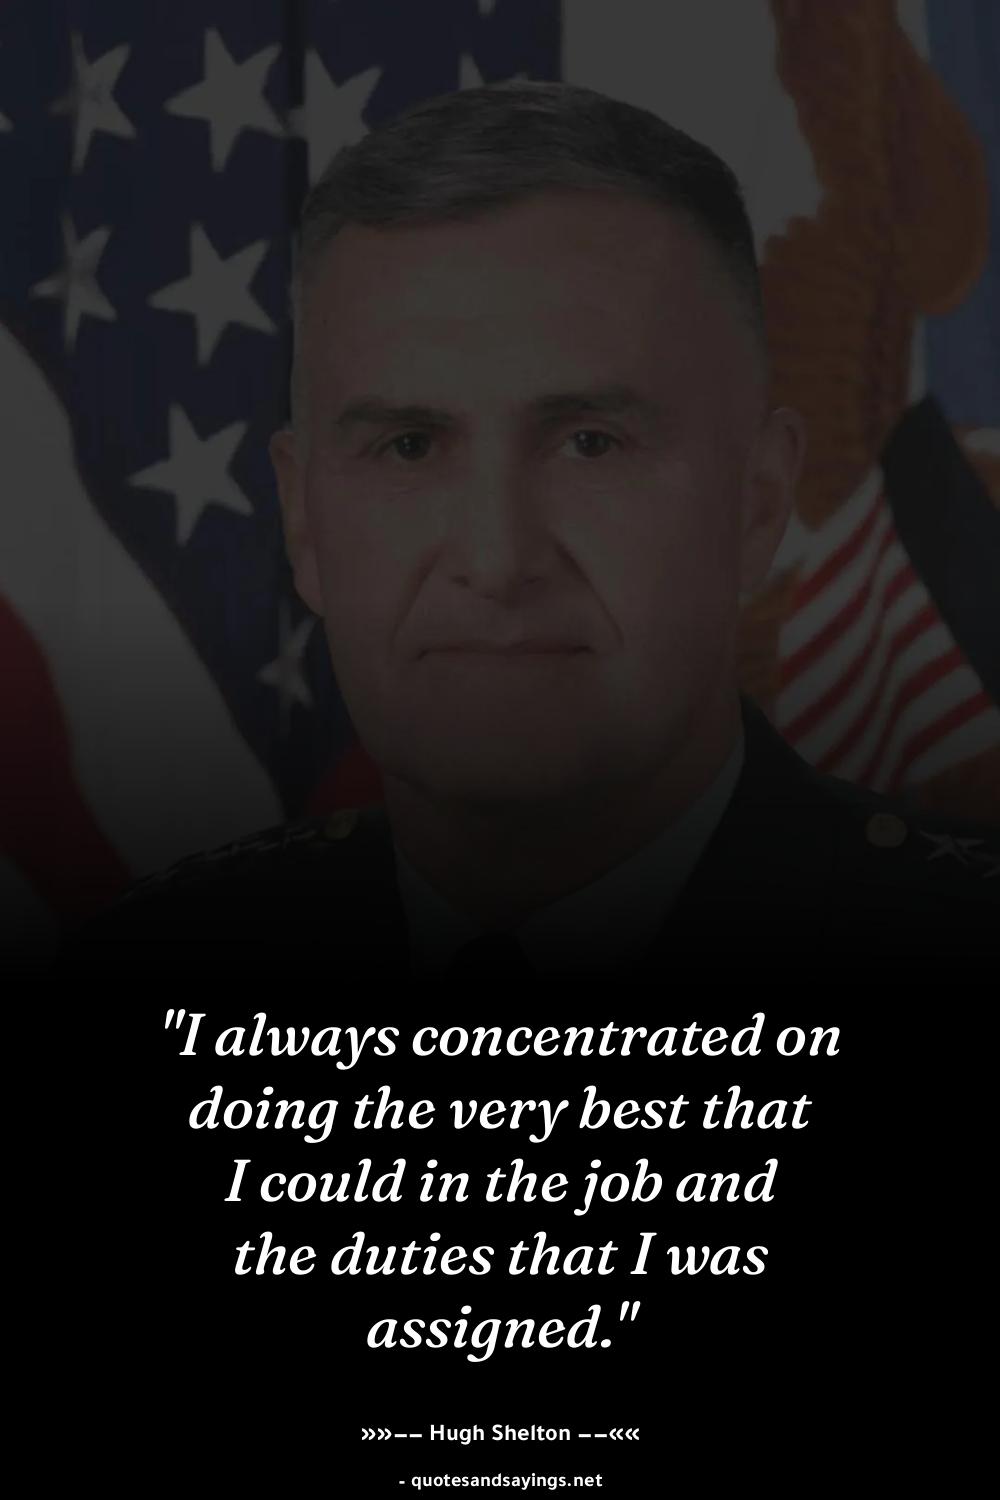 "I always concentrated on
doing the very best that
I could in the job and
the duties that I was
assigned."
»»−− Hugh Shelton −−««
- quotesandsayings.net